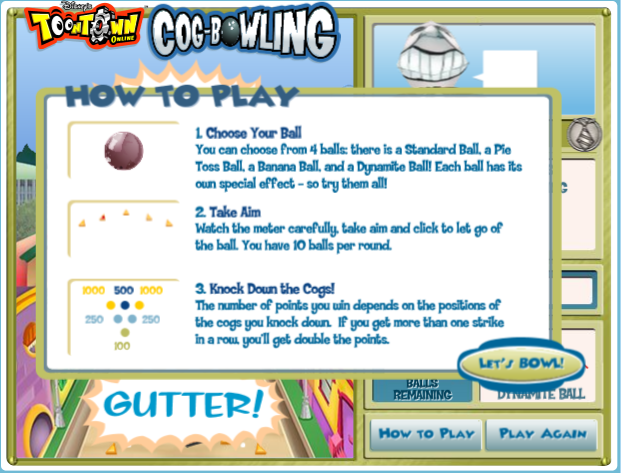 Disney's
TOONTOWN
ONLINE
COG-BOWLING
HOW TO PLAY
1. Choose Your Ball
You can choose from 4 balls: there is a Standard Ball, a Pie
Toss Ball, a Banana Ball, and a Dynamite Ball! Each ball has its
own special effect - so try them all!
2. Take Aim
Watch the meter carefully, take aim and click to let go of
the ball. You have 10 balls per round.
1000 500 1000
250 250
100
3. Knock Down the Cogs!
The number of points you win depends on the positions of
the cogs you knock down. If you get more than one strike
in a row, you'll get double the points.
LET'S BOWL!
GUTTER!
BALLS
REMAINING
DYNAMITE BALL
HOW TO PLAY
PLAY AGAIN